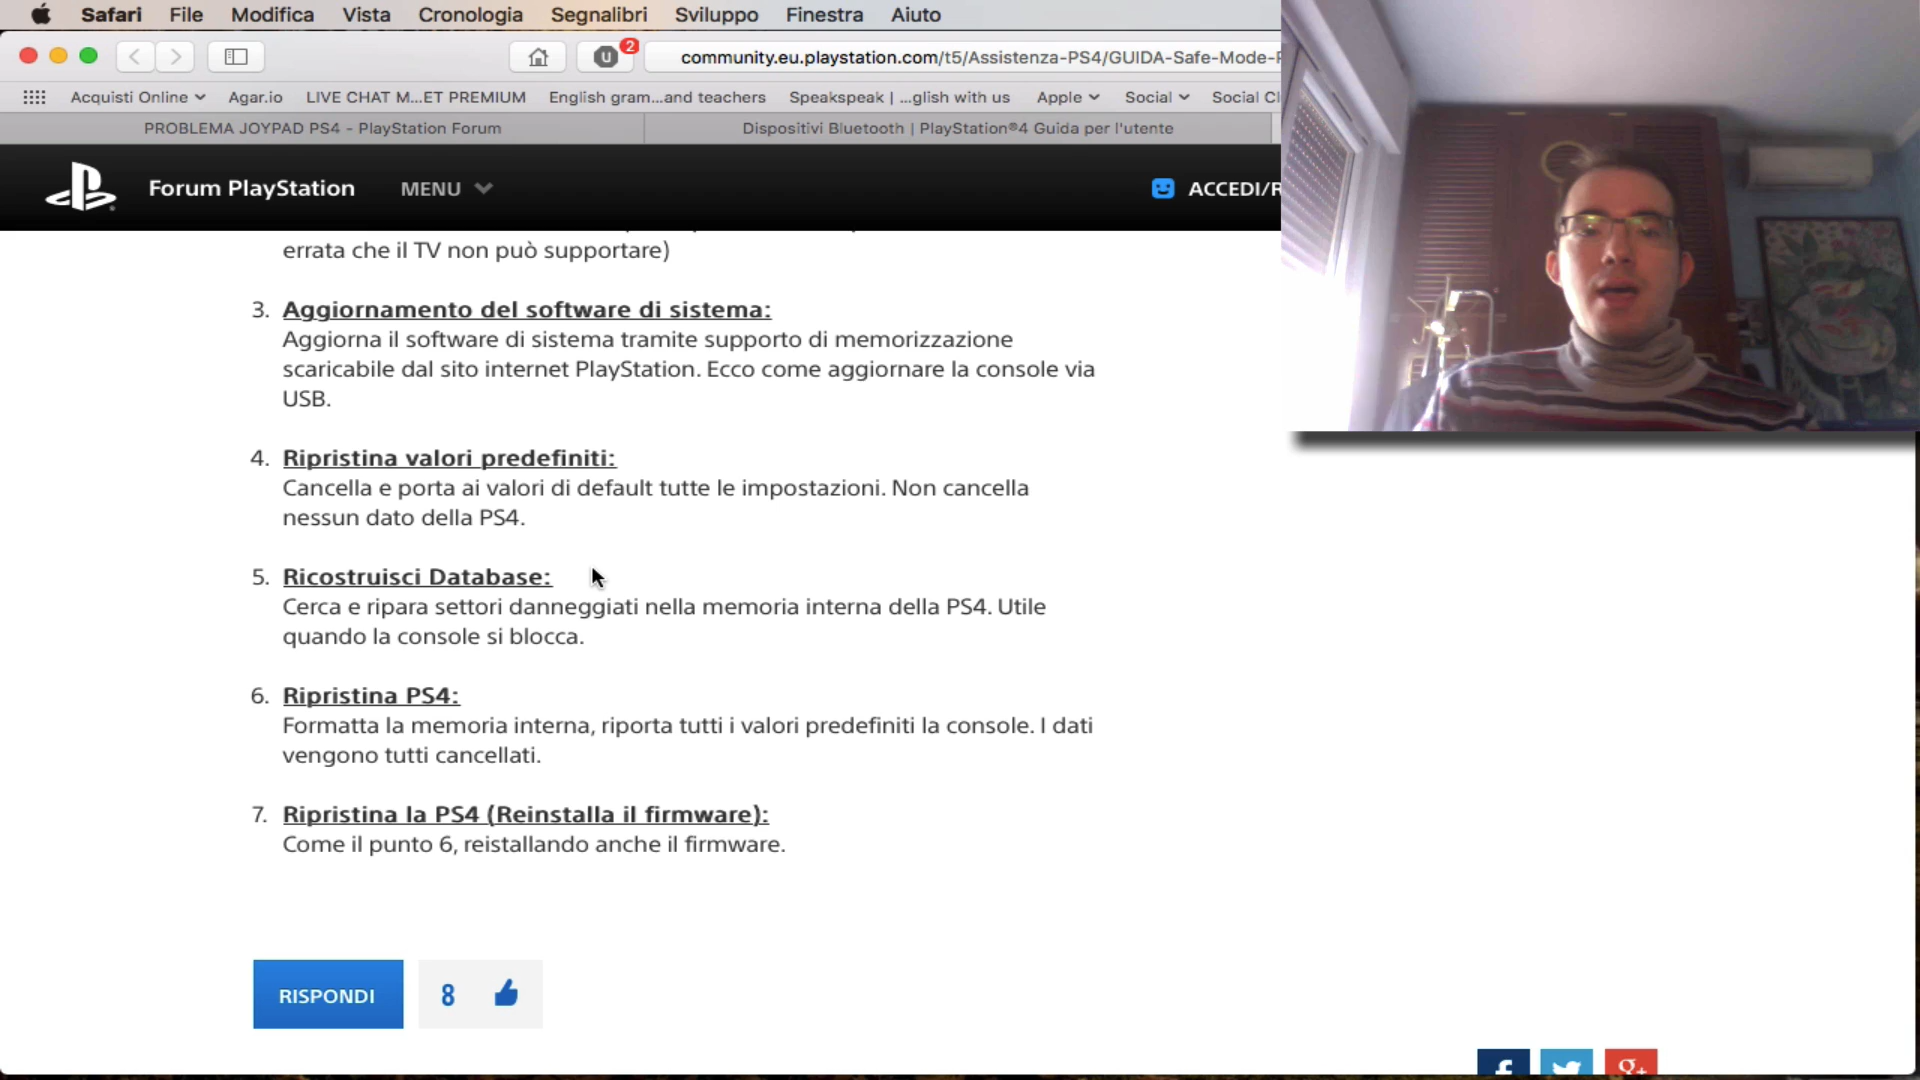 Safari File Modifica Vista Cronologia Segnalibri Sviluppo Finestra Aiuto
U 2 community.eu.playstation.com/t5/Assistenza-PS4/GUIDA-Safe-Mode-
Acquisti Online Agar.io LIVE CHAT M...ET PREMIUM English gram...and teachers Speakspeak | ...glish with us Apple Social Social
PROBLEMA JOYPAD PS4 - PlayStation Forum Dispositivi Bluetooth | PlayStation®4 Guida per l'utente
Forum PlayStation MENU ACCEDI/R
errata che il TV non può supportare)
3. Aggiornamento del software di sistema:
Aggiorna il software di sistema tramite supporto di memorizzazione
scaricabile dal sito internet PlayStation. Ecco come aggiornare la console via
USB.
4. Ripristina valori predefiniti:
Cancella e porta ai valori di default tutte le impostazioni. Non cancella
nessun dato della PS4.
5. Ricostruisci Database:
Cerca e ripara settori danneggiati nella memoria interna della PS4. Utile
quando la console si blocca.
6. Ripristina PS4:
Formatta la memoria interna, riporta tutti i valori predefiniti la console. I dati
vengono tutti cancellati.
7. Ripristina la PS4 (Reinstalla il firmware):
Come il punto 6, reistallando anche il firmware.
RISPONDI 8